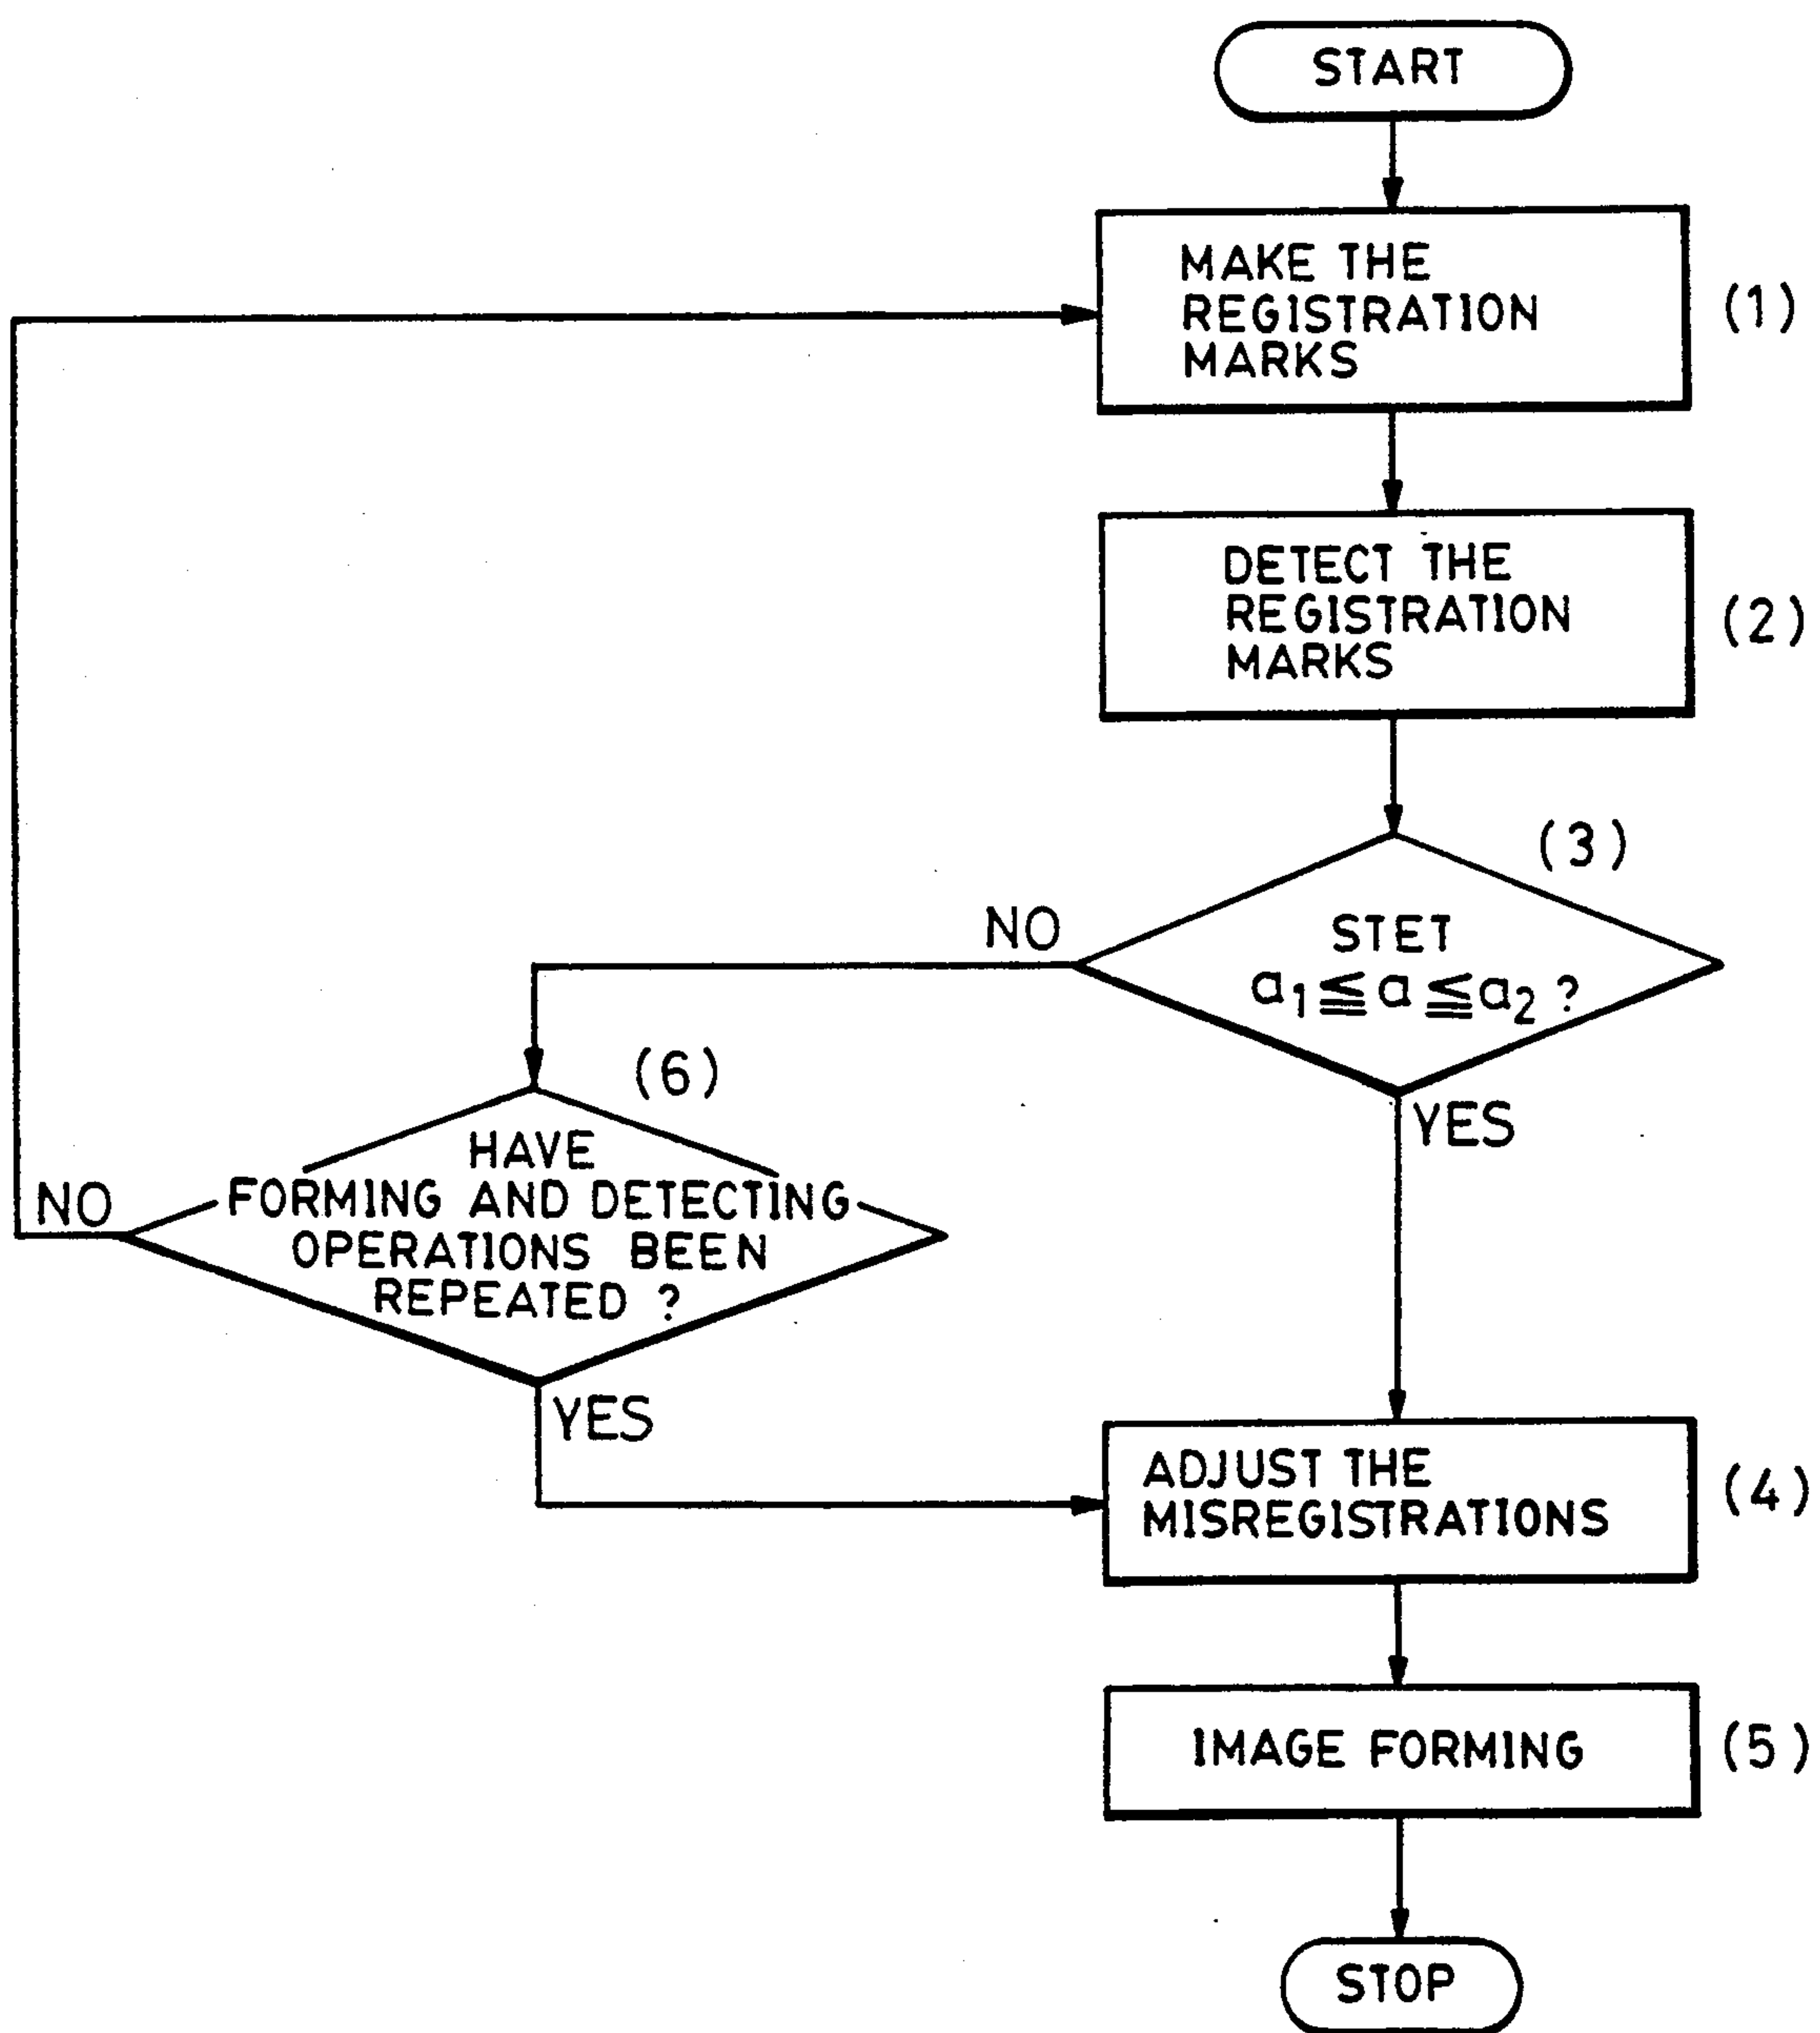 START
MAKE THE
REGISTRATION
MARKS
(1)
DETECT THE
REGISTRATION
MARKS
(2)
(3)
STET
a₁≦a≦a₂ ?
NO
YES
(6)
HAVE
FORMING AND DETECTING
OPERATIONS BEEN
REPEATED ?
NO
YES
ADJUST THE
MISREGISTRATIONS
(4)
IMAGE FORMING
(5)
STOP